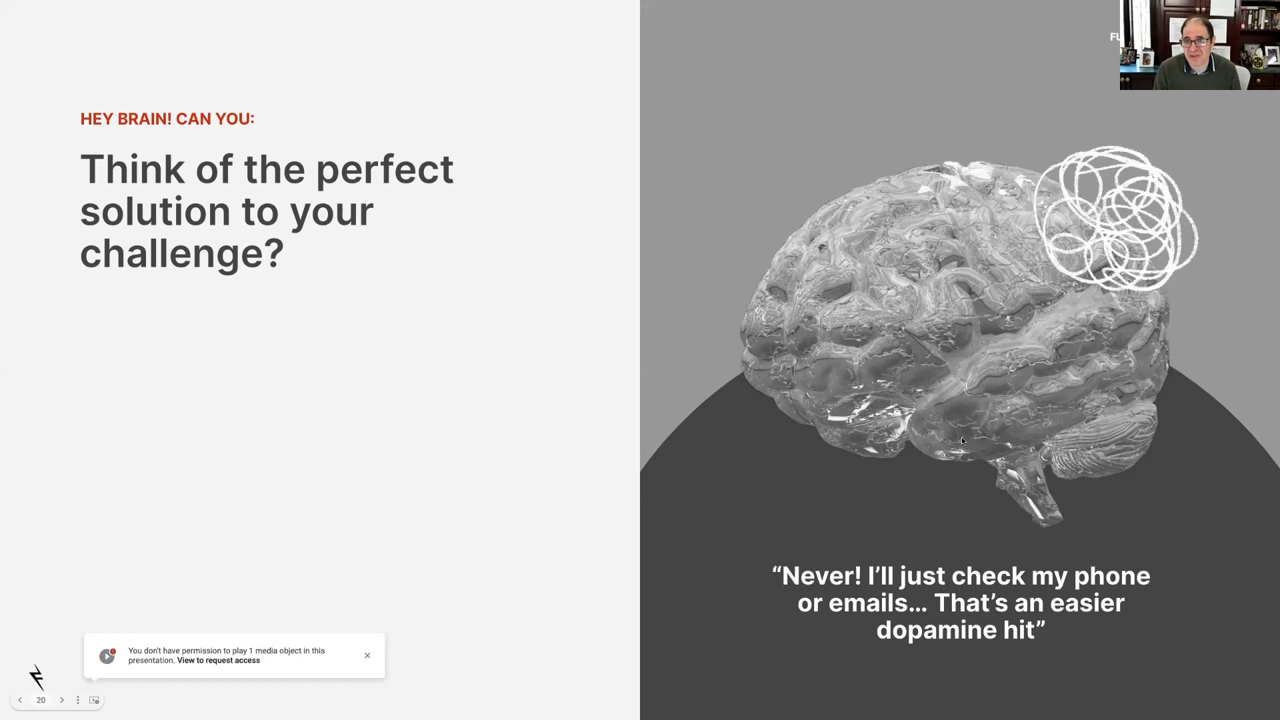 HEY BRAIN! CAN YOU:
Think of the perfect
solution to your
challenge?
FU
“Never! I’ll just check my phone
or emails... That’s an easier
dopamine hit”
You don't have permission to play 1 media object in this
presentation. View to request access
20